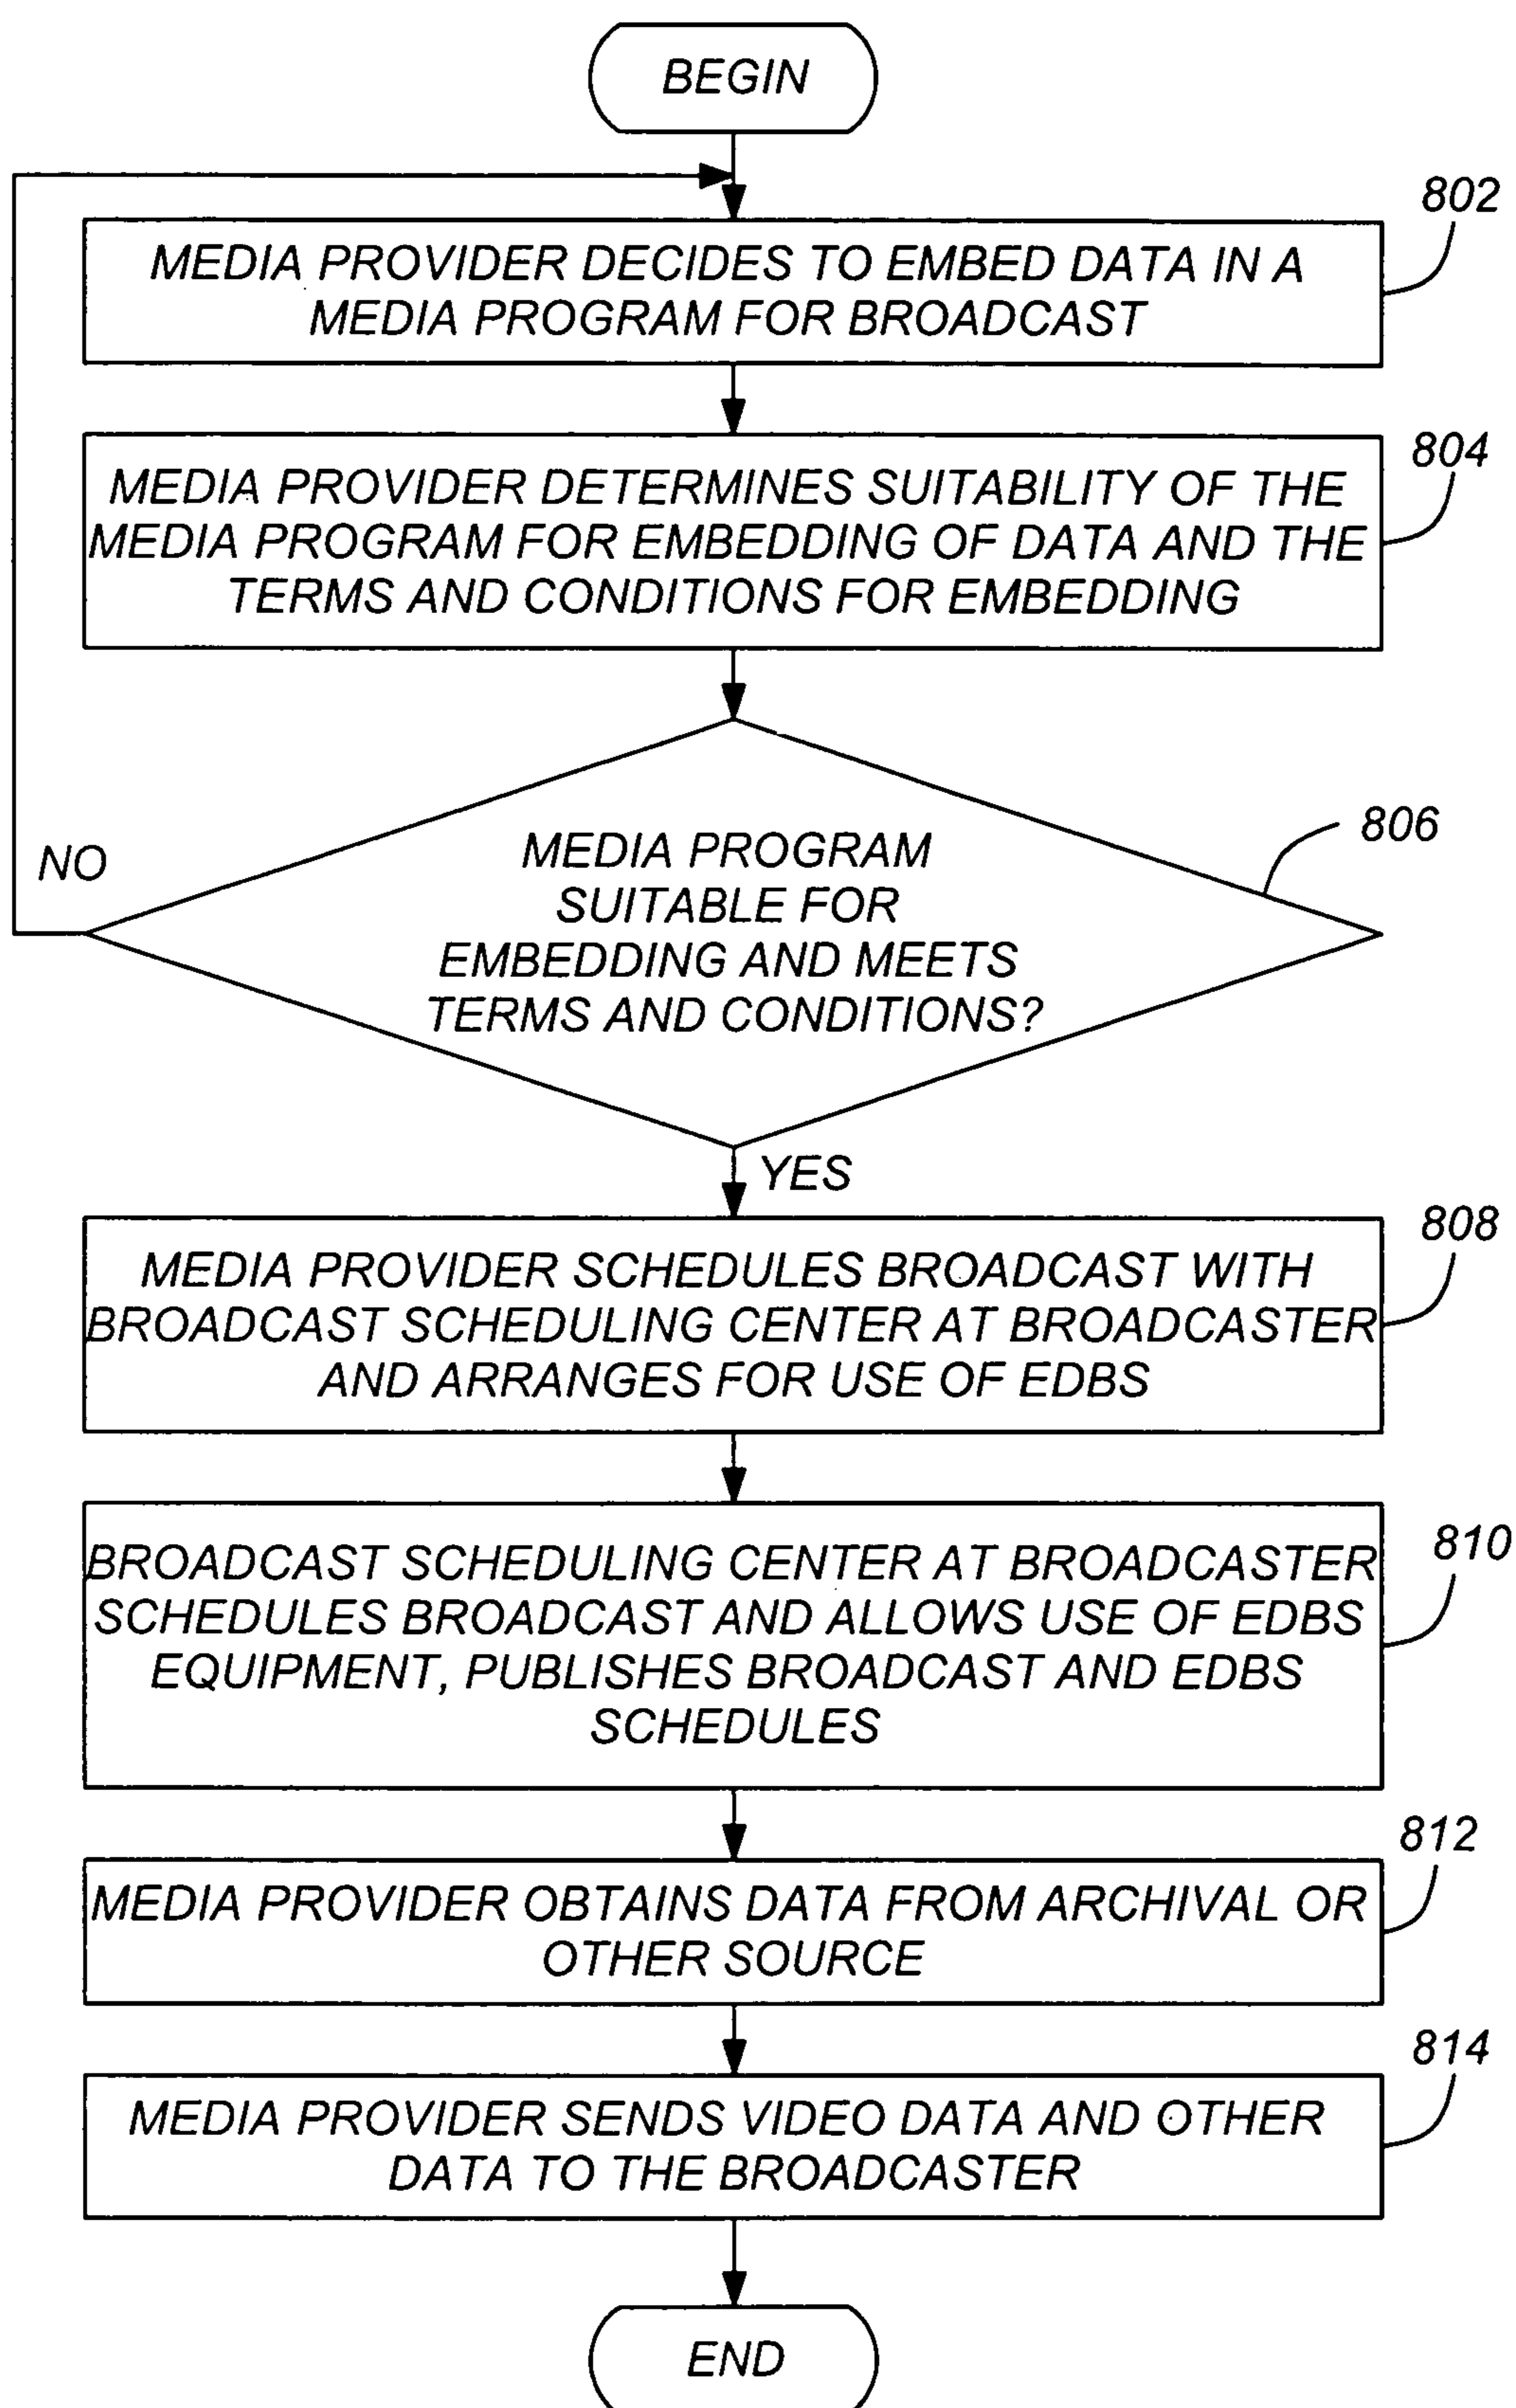 BEGIN
802
MEDIA PROVIDER DECIDES TO EMBED DATA IN A
MEDIA PROGRAM FOR BROADCAST
804
MEDIA PROVIDER DETERMINES SUITABILITY OF THE
MEDIA PROGRAM FOR EMBEDDING OF DATA AND THE
TERMS AND CONDITIONS FOR EMBEDDING
806
NO
MEDIA PROGRAM
SUITABLE FOR
EMBEDDING AND MEETS
TERMS AND CONDITIONS?
YES
808
MEDIA PROVIDER SCHEDULES BROADCAST WITH
BROADCAST SCHEDULING CENTER AT BROADCASTER
AND ARRANGES FOR USE OF EDBS
810
BROADCAST SCHEDULING CENTER AT BROADCASTER
SCHEDULES BROADCAST AND ALLOWS USE OF EDBS
EQUIPMENT, PUBLISHES BROADCAST AND EDBS
SCHEDULES
812
MEDIA PROVIDER OBTAINS DATA FROM ARCHIVAL OR
OTHER SOURCE
814
MEDIA PROVIDER SENDS VIDEO DATA AND OTHER
DATA TO THE BROADCASTER
END